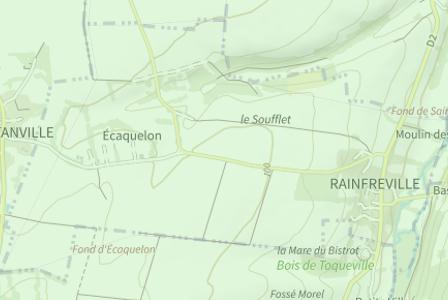 D2
le Soufflet
Fond de Sai
TANVILLE
Écaquelon
Moulin de
100
RAINFREVILLE
Bas
Fond d'Écaquelon
la Mare du Bistrot
Bois de Toqueville
Fossé Morel